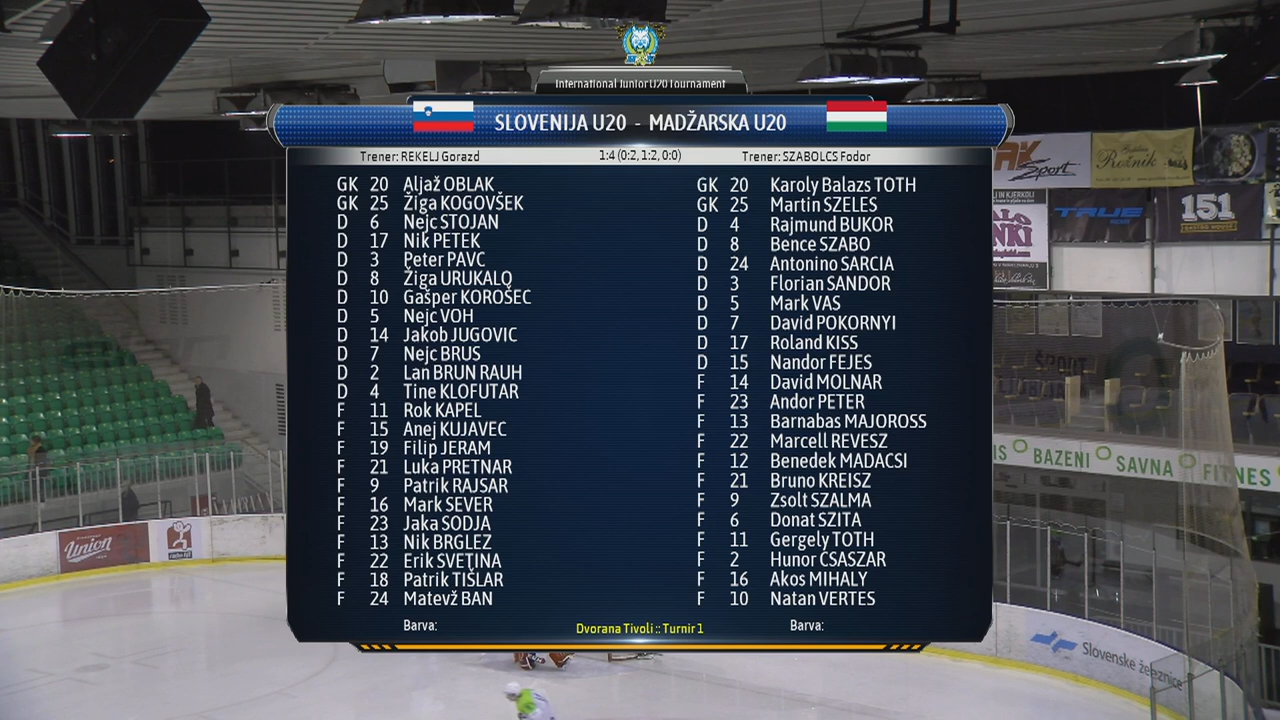 International Junior U20 Tournament
SLOVENIJA U20 - MADŽARSKA U20
Trener: REKELJ Gorazd
1:4 (0:2, 1:2, 0:0)
Trener: SZABOLCS Fodor
GK 20 Aljaž OBLAK
GK 25 Žiga KOGOVŠEK
D 6 Nejc STOJAN
D 17 Nik PETEK
D 3 Peter PAVC
D 8 Žiga URUKALO
D 10 Gašper KOROŠEC
D 5 Nejc VOH
D 14 Jakob JUGOVIC
D 7 Nejc BRUS
D 2 Lan BRUN RAUH
D 4 Tine KLOFUTAR
F 11 Rok KAPEL
F 15 Anej KUJAVEC
F 19 Filip JERAM
F 21 Luka PRETNAR
F 9 Patrik RAJSAR
F 16 Mark SEVER
F 23 Jaka SODJA
F 13 Nik BRGLEZ
F 22 Erik SVETINA
F 18 Patrik TIŠLAR
F 24 Matevž BAN
Barva:
GK 20 Karoly Balazs TOTH
GK 25 Martin SZELES
D 4 Rajmund BUKOR
D 8 Bence SZABO
D 24 Antonino SARCIA
D 3 Florian SANDOR
D 5 Mark VAS
D 7 David POKORNYI
D 17 Roland KISS
D 15 Nandor FEJES
F 14 David MOLNAR
F 23 Andor PETER
F 13 Barnabas MAJOROSS
F 22 Marcell REVESZ
F 12 Benedek MADACSI
F 21 Bruno KREISZ
F 9 Zsolt SZALMA
F 6 Donat SZITA
F 11 Gergely TOTH
F 2 Hunor CSASZAR
F 16 Akos MIHALY
F 10 Natan VERTES
Barva:
Dvorana Tivoli :: Turnir 1
Sport
Rožnik
TRUE
151
BAZENI SAVNA FITNES
Union
Slovenske železnice